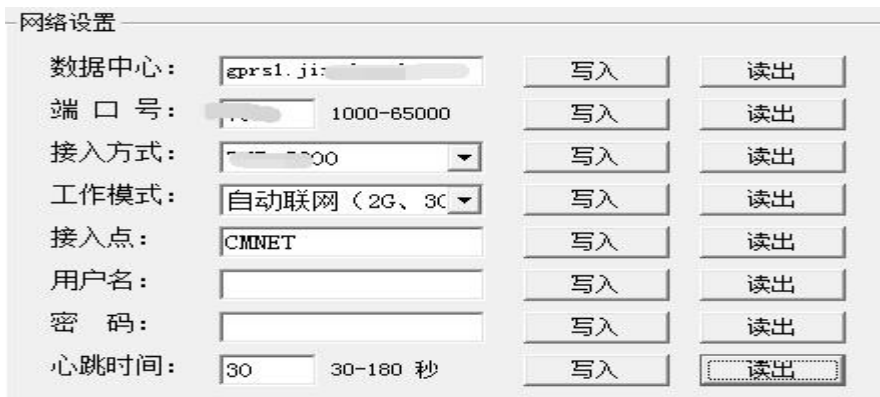 网络设置
数据中心： gprs1.ji 写入 读出
端 口 号： 1000-65000 写入 读出
接入方式： 写入 读出
工作模式： 自动联网（2G、3G 写入 读出
接入点： CMNET 写入 读出
用户名： 写入 读出
密 码： 写入 读出
心跳时间： 30 30-180 秒 写入 读出